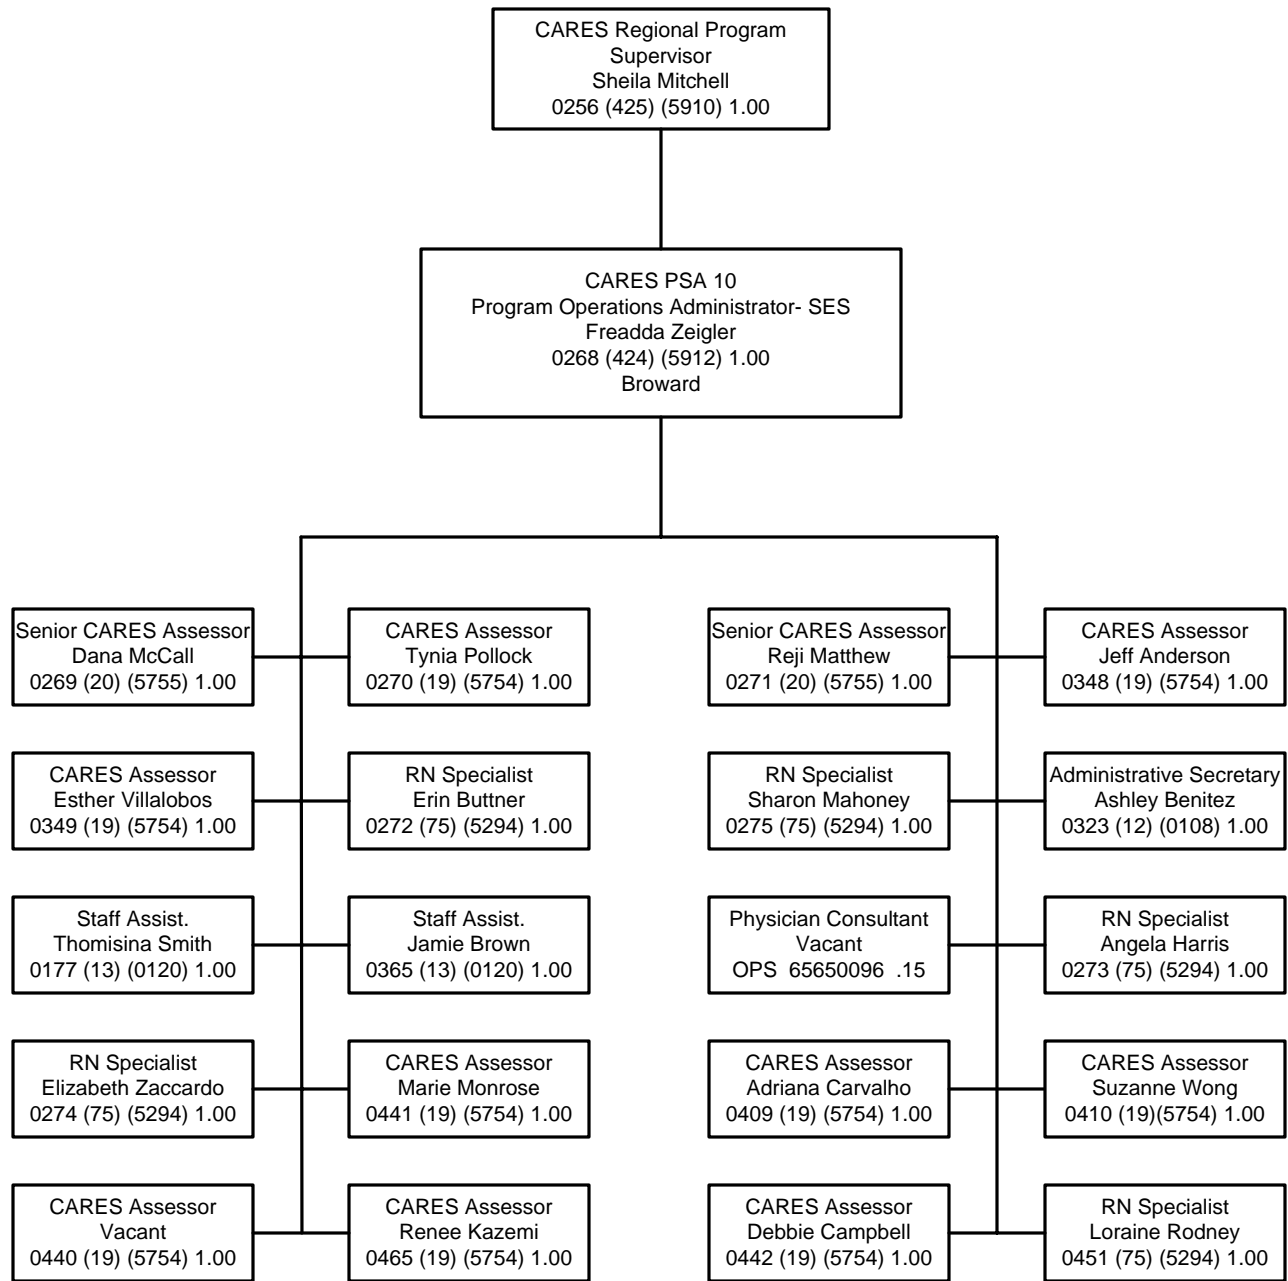 CARES Regional Program
Supervisor
Sheila Mitchell
0256 (425) (5910) 1.00
CARES PSA 10
Program Operations Administrator- SES
Freadda Zeigler
0268 (424) (5912) 1.00
Broward
Senior CARES Assessor
Dana McCall
0269 (20) (5755) 1.00
CARES Assessor
Tynia Pollock
0270 (19) (5754) 1.00
Senior CARES Assessor
Reji Matthew
0271 (20) (5755) 1.00
CARES Assessor
Jeff Anderson
0348 (19) (5754) 1.00
CARES Assessor
Esther Villalobos
0349 (19) (5754) 1.00
RN Specialist
Erin Buttner
0272 (75) (5294) 1.00
RN Specialist
Sharon Mahoney
0275 (75) (5294) 1.00
Administrative Secretary
Ashley Benitez
0323 (12) (0108) 1.00
Staff Assist.
Thomisina Smith
0177 (13) (0120) 1.00
Staff Assist.
Jamie Brown
0365 (13) (0120) 1.00
Physician Consultant
Vacant
OPS 65650096 .15
RN Specialist
Angela Harris
0273 (75) (5294) 1.00
RN Specialist
Elizabeth Zaccardo
0274 (75) (5294) 1.00
CARES Assessor
Marie Monrose
0441 (19) (5754) 1.00
CARES Assessor
Adriana Carvalho
0409 (19) (5754) 1.00
CARES Assessor
Suzanne Wong
0410 (19)(5754) 1.00
CARES Assessor
Vacant
0440 (19) (5754) 1.00
CARES Assessor
Renee Kazemi
0465 (19) (5754) 1.00
CARES Assessor
Debbie Campbell
0442 (19) (5754) 1.00
RN Specialist
Loraine Rodney
0451 (75) (5294) 1.00